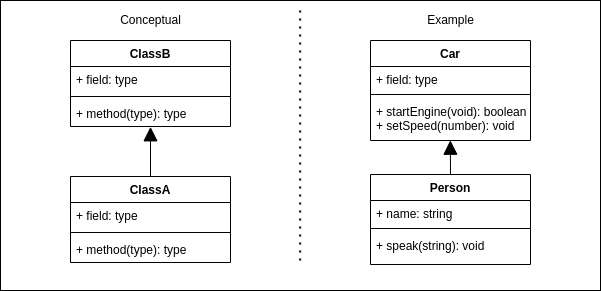 Conceptual
ClassB
+ field: type
+ method(type): type
ClassA
+ field: type
+ method(type): type
Example
Car
+ field: type
+ startEngine(void): boolean
+ setSpeed(number): void
Person
+ name: string
+ speak(string): void